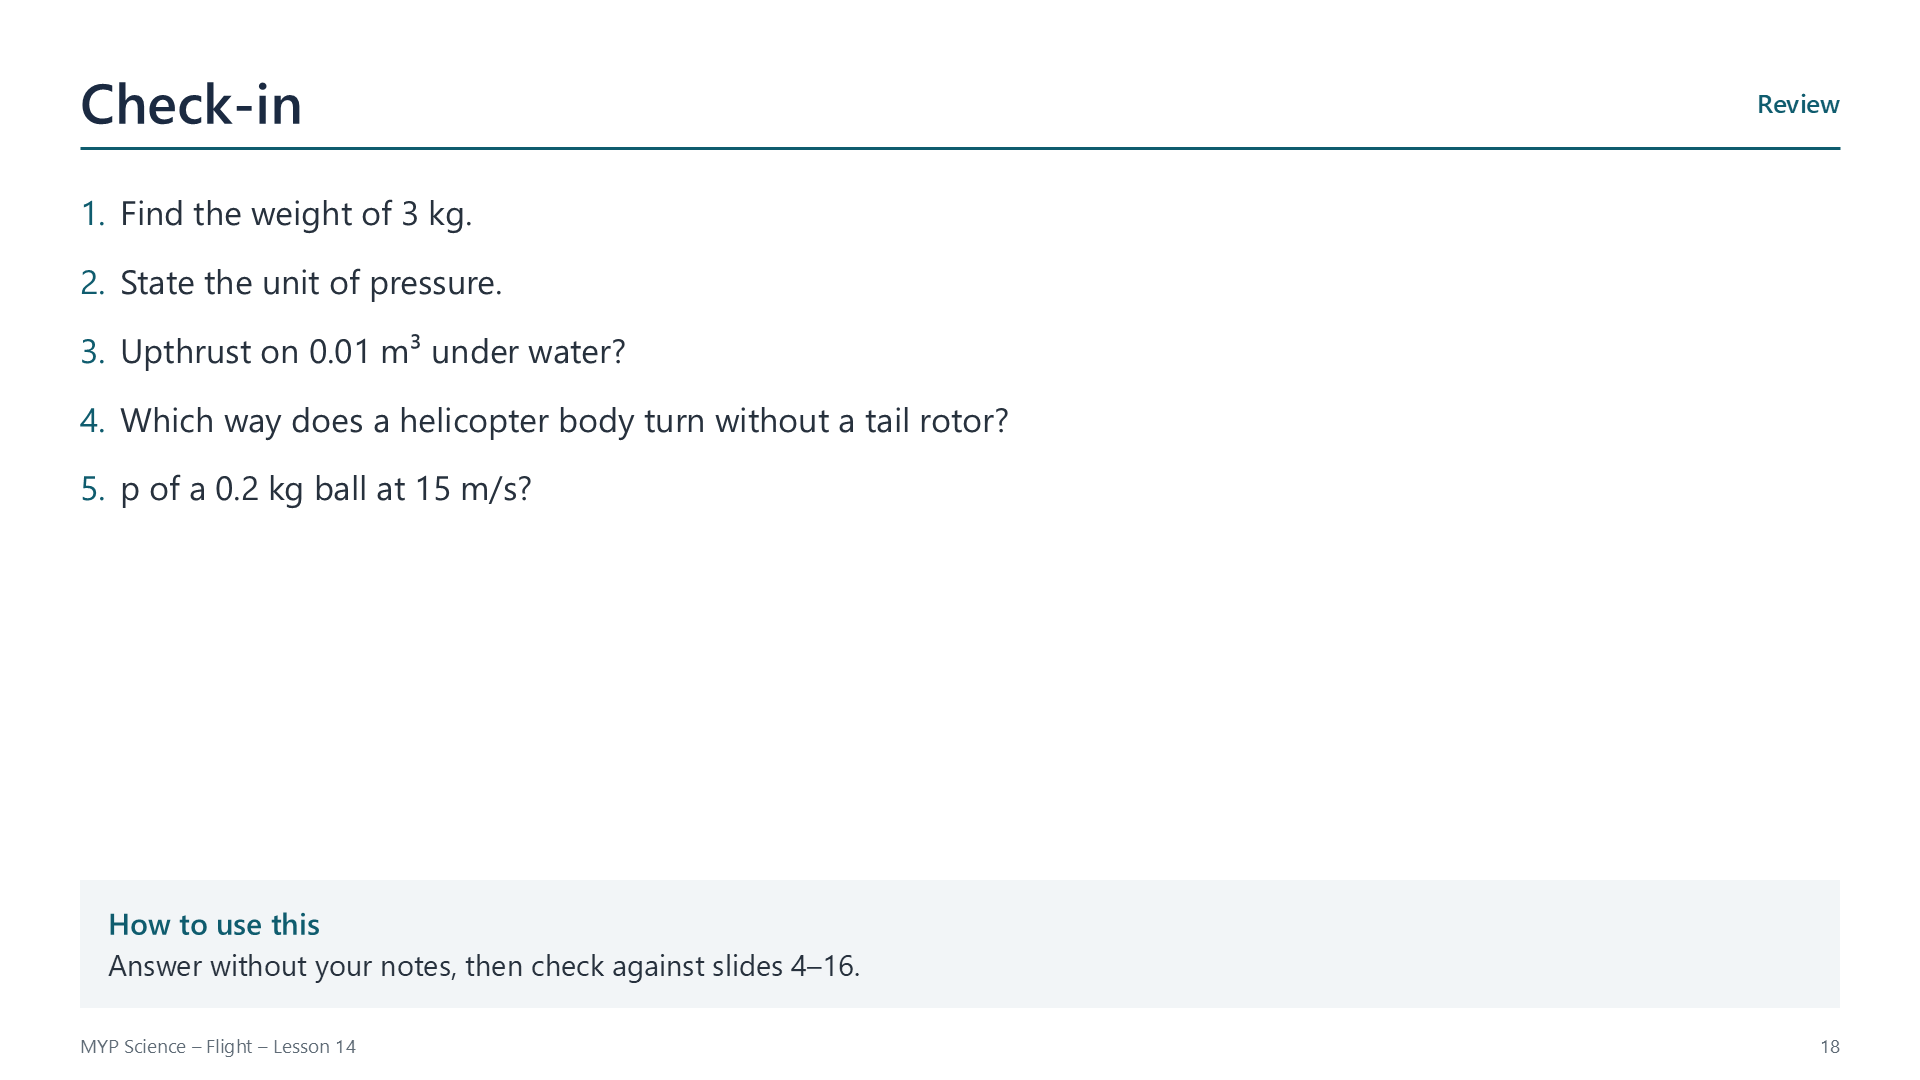 Check-in
Review
1. Find the weight of 3 kg.
2. State the unit of pressure.
3. Upthrust on 0.01 m³ under water?
4. Which way does a helicopter body turn without a tail rotor?
5. p of a 0.2 kg ball at 15 m/s?
How to use this
Answer without your notes, then check against slides 4–16.
MYP Science – Flight – Lesson 14
18